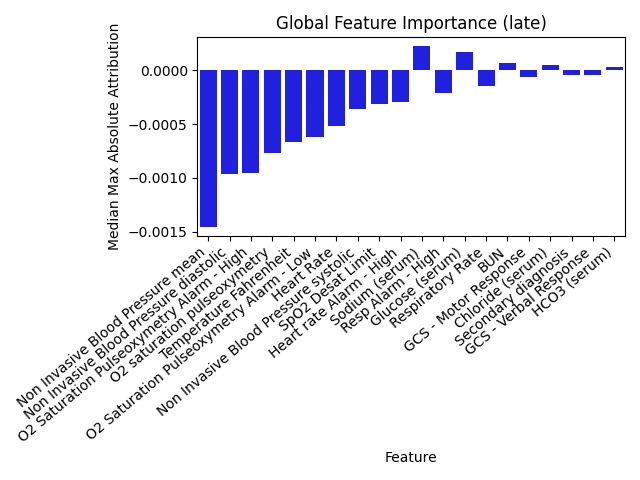 Global Feature Importance (late)
Median Max Absolute Attribution
0.0000
−0.0005
−0.0010
−0.0015
Non Invasive Blood Pressure mean
Non Invasive Blood Pressure diastolic
O2 Saturation Pulseoxymetry Alarm - High
O2 saturation pulseoxymetry
Temperature Fahrenheit
O2 Saturation Pulseoxymetry Alarm - Low
Heart Rate
Non Invasive Blood Pressure systolic
SpO2 Desat Limit
Heart rate Alarm - High
Sodium (serum)
Resp Alarm - High
Glucose (serum)
Respiratory Rate
BUN
GCS - Motor Response
Chloride (serum)
Secondary diagnosis
GCS - Verbal Response
HCO3 (serum)
Feature